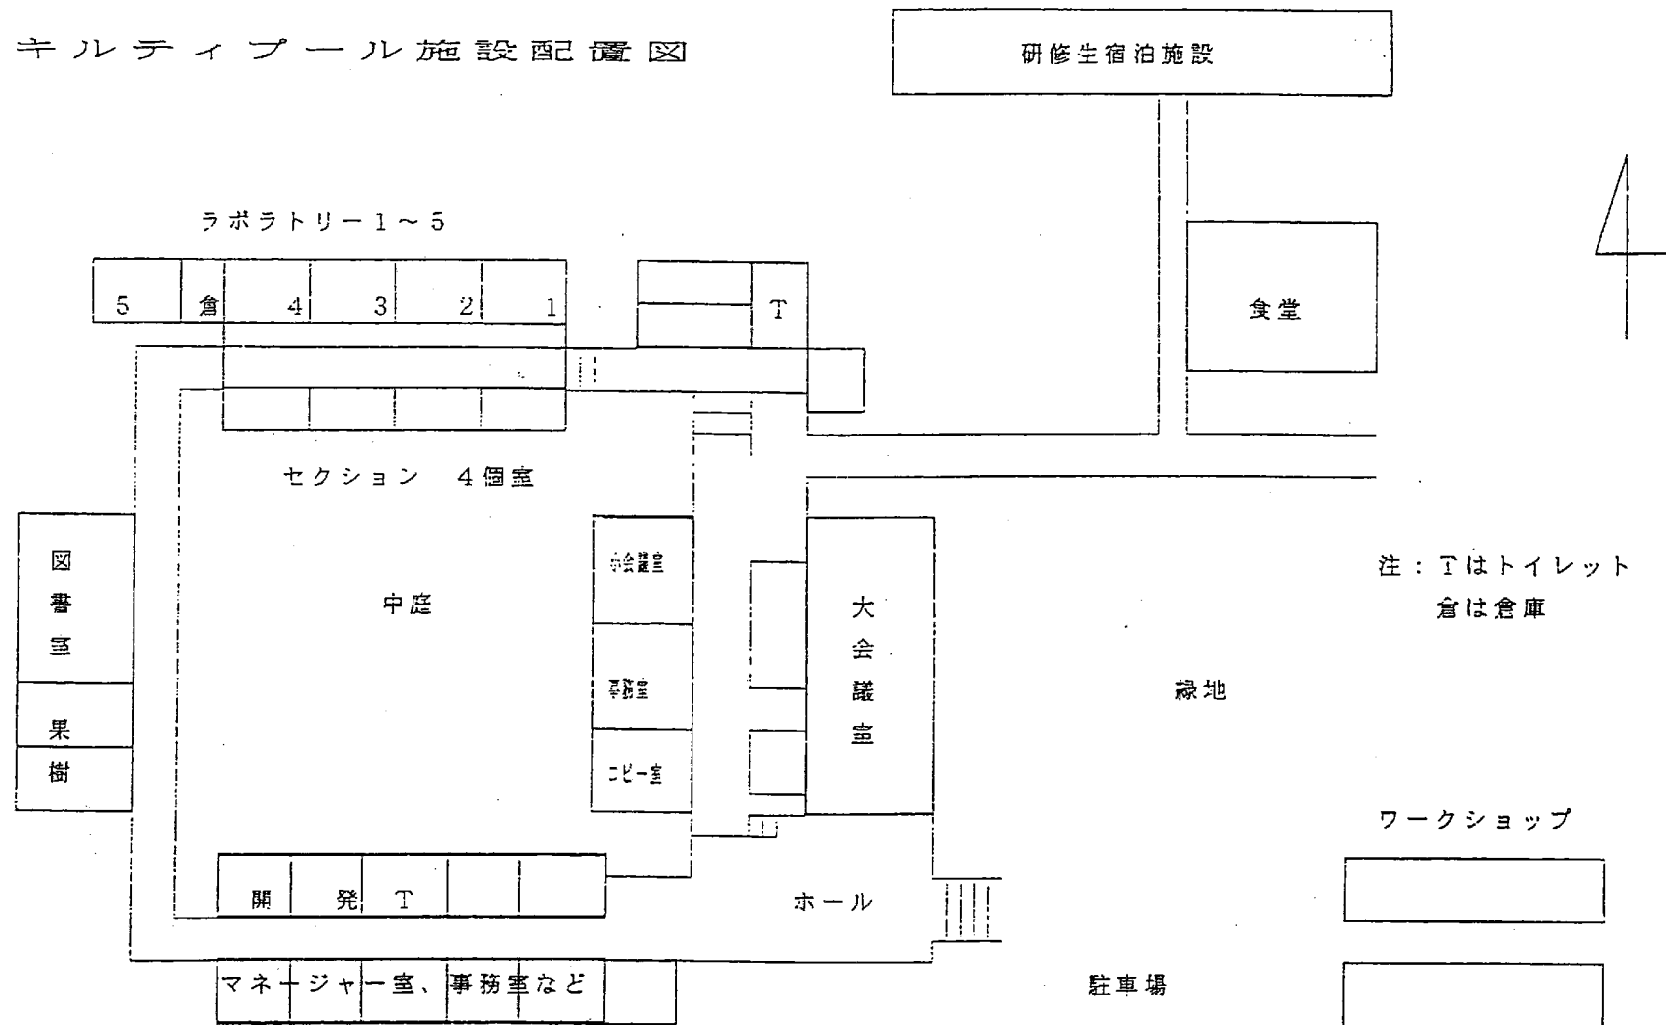 キルティプール施設配置図
研修生宿泊施設
ラボラトリー1~5
5 倉 4 3 2 1
T
食堂
セクション 4個室
図書室
果樹
中庭
小会議室
事務室
コピー室
大会議室
注:Tはトイレット
倉は倉庫
緑地
ワークショップ
開発 T
ホール
マネージャー室、事務室など
駐車場